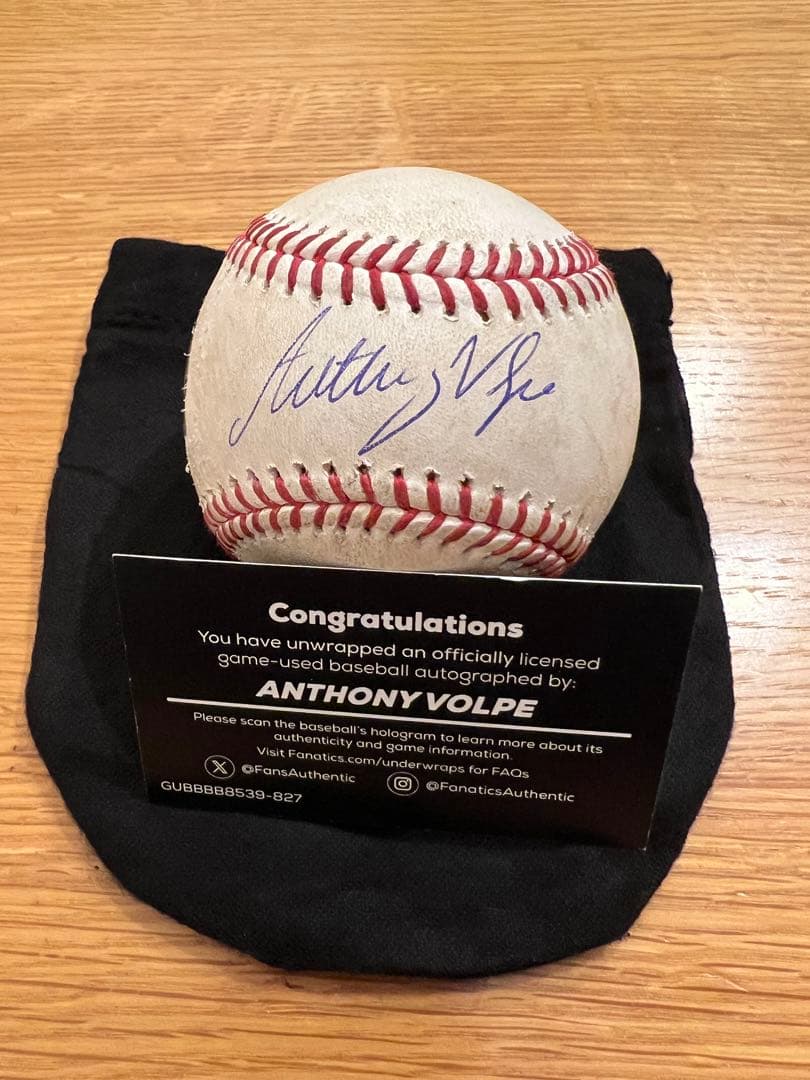 Anthony Volpe
Congratulations
You have unwrapped an officially licensed
game-used baseball autographed by:
ANTHONY VOLPE
Please scan the baseball's hologram to learn more about its
authenticity and game information.
Visit Fanatics.com/underwraps for FAQs
@FansAuthentic
@FanaticsAuthentic
GUBBBB8539-827